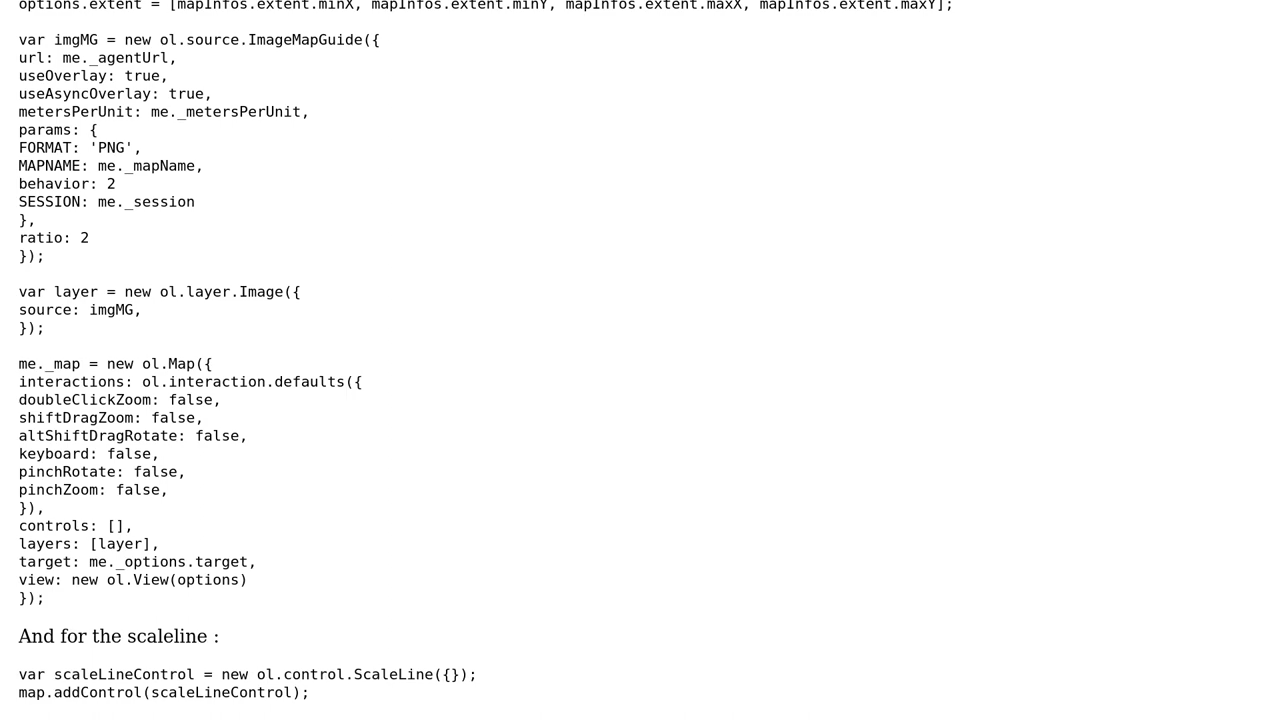 options.extent = [mapInfos.extent.minX, mapInfos.extent.minY, mapInfos.extent.maxX, mapInfos.extent.maxY];
var imgMG = new ol.source.ImageMapGuide({
url: me._agentUrl,
useOverlay: true,
useAsyncOverlay: true,
metersPerUnit: me._metersPerUnit,
params: {
FORMAT: 'PNG',
MAPNAME: me._mapName,
behavior: 2
SESSION: me._session
},
ratio: 2
});
var layer = new ol.layer.Image({
source: imgMG,
});
me._map = new ol.Map({
interactions: ol.interaction.defaults({
doubleClickZoom: false,
shiftDragZoom: false,
altShiftDragRotate: false,
keyboard: false,
pinchRotate: false,
pinchZoom: false,
}),
controls: [],
layers: [layer],
target: me._options.target,
view: new ol.View(options)
});
And for the scaleline :
var scaleLineControl = new ol.control.ScaleLine({});
map.addControl(scaleLineControl);